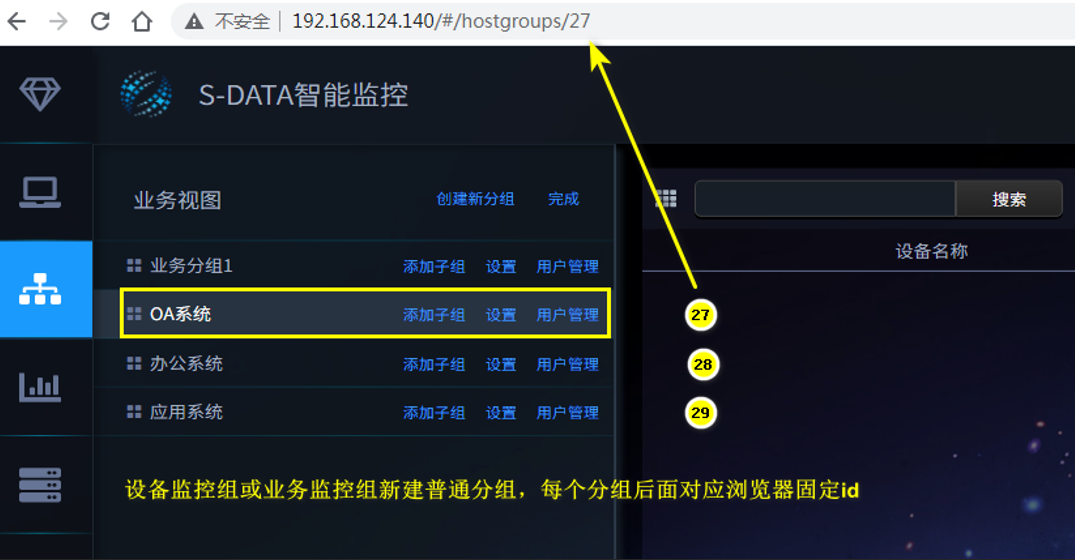 不安全 192.168.124.140/#/hostgroups/27
S-DATA智能监控
业务视图 创建新分组 完成
搜索
设备名称
业务分组1 添加子组 设置 用户管理
OA系统 添加子组 设置 用户管理 27
办公系统 添加子组 设置 用户管理 28
应用系统 添加子组 设置 用户管理 29
设备监控组或业务监控组新建普通分组，每个分组后面对应浏览器固定id